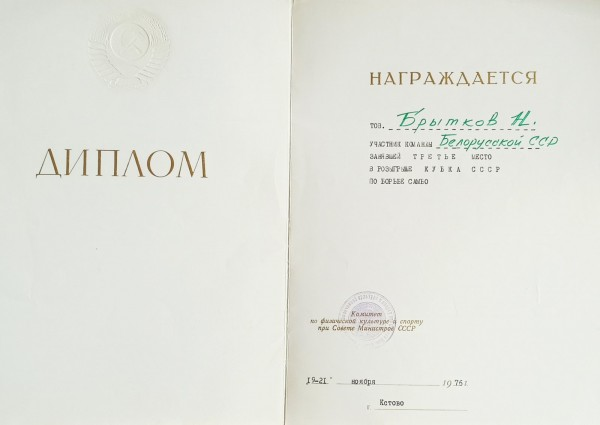 ДИПЛОМ
НАГРАЖДАЕТСЯ
ТОВ. Брытков Н.
УЧАСТНИК КОМАНДЫ Белорусской ССР
ЗАНЯВШЕЙ ТРЕТЬЕ МЕСТО
В РОЗЫГРЫШЕ КУБКА СССР
ПО БОРЬБЕ САМБО
Комитет
по физической культуре и спорту
при Совете Министров СССР
19-21" ноября 1975 г.
г. Кстово